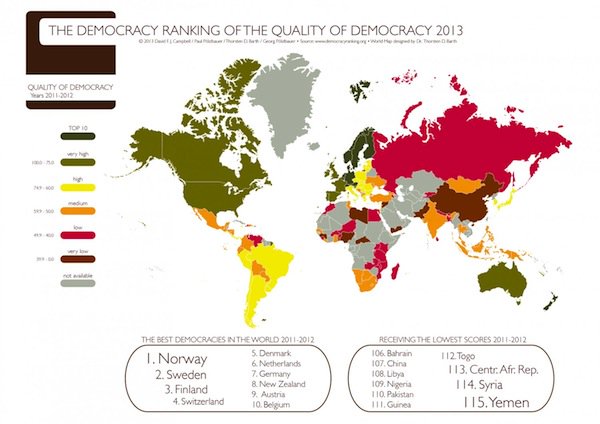 THE DEMOCRACY RANKING OF THE QUALITY OF DEMOCRACY 2013
© 2013 David F. J. Campbell / Paul Pölzlbauer / Thorsten D. Barth / Georg Pölzlbauer • Source: www.democracyranking.org • World Map designed by Dr. Thorsten D. Barth
QUALITY OF DEMOCRACY
Years 2011-2012
TOP 10
very high
100.0 - 75.0
high
74.9 - 60.0
medium
59.9 - 50.0
low
49.9 - 40.0
very low
39.9 - 0.0
not available
THE BEST DEMOCRACIES IN THE WORLD 2011-2012
1. Norway
2. Sweden
3. Finland
4. Switzerland
5. Denmark
6. Netherlands
7. Germany
8. New Zealand
9. Austria
10. Belgium
RECEIVING THE LOWEST SCORES 2011-2012
106. Bahrain
107. China
108. Libya
109. Nigeria
110. Pakistan
111. Guinea
112. Togo
113. Centr. Afr. Rep.
114. Syria
115. Yemen